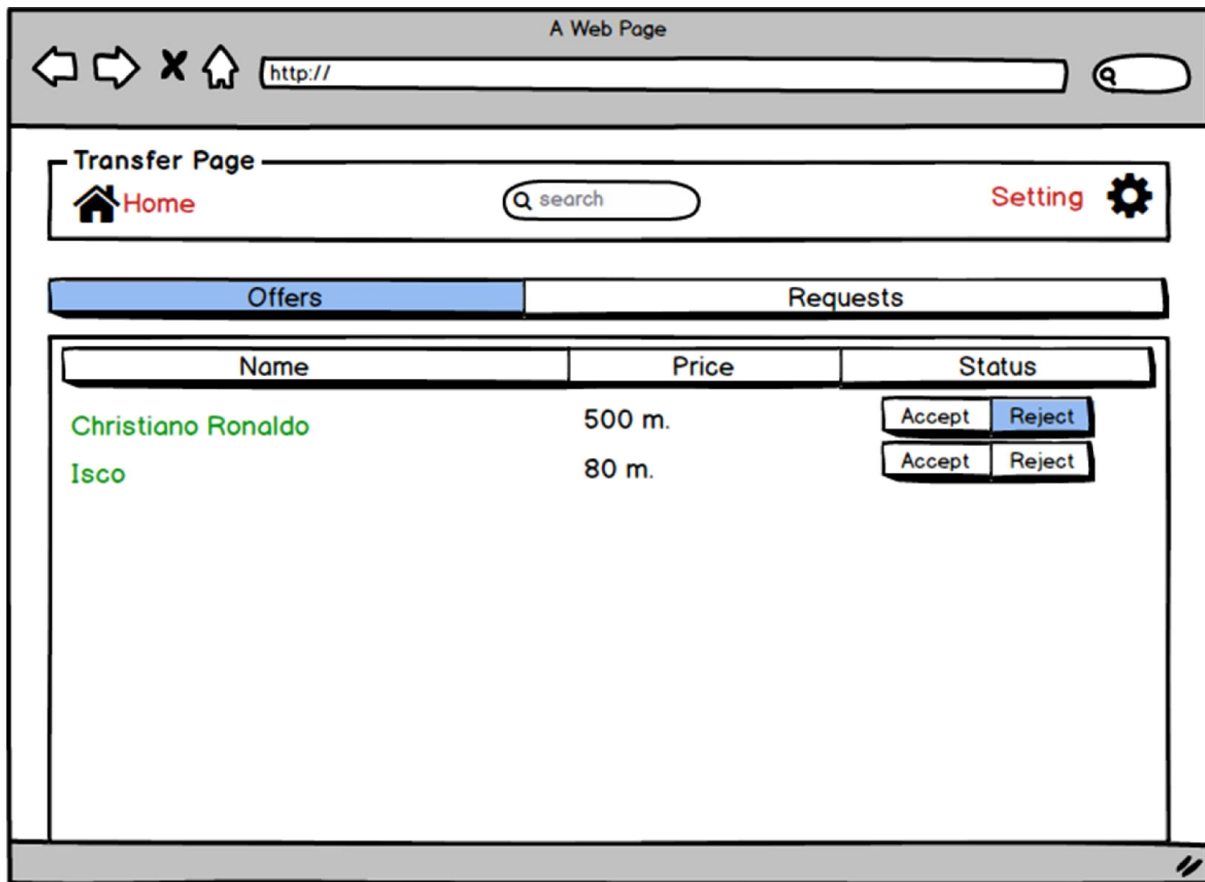 A Web Page
http://
Transfer Page
Home search Setting
Offers Requests
Name Price Status
Christiano Ronaldo 500 m. Accept Reject
Isco 80 m. Accept Reject